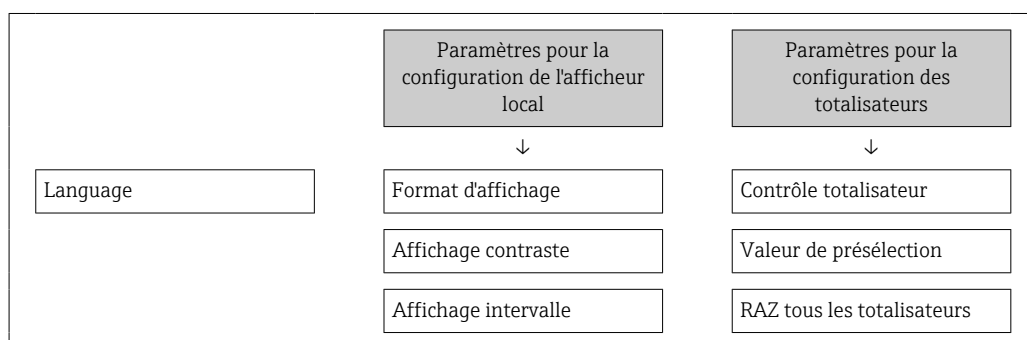 Paramètres pour la
configuration de l'afficheur
local
Paramètres pour la
configuration des
totalisateurs
↓
↓
Language
Format d'affichage
Contrôle totalisateur
Affichage contraste
Valeur de présélection
Affichage intervalle
RAZ tous les totalisateurs